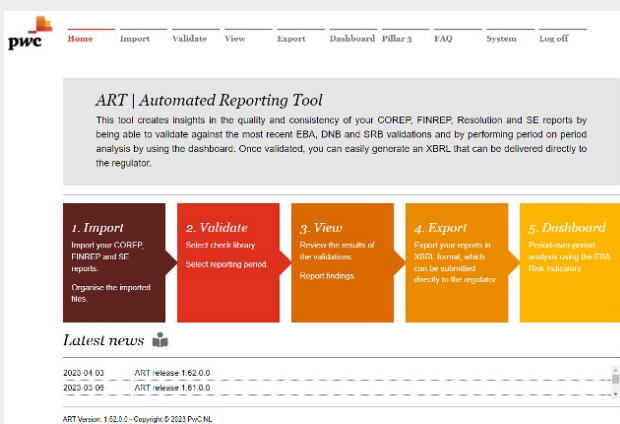 pwc
Home Import Validate View Export Dashboard Pillar 3 FAQ System Log off
ART | Automated Reporting Tool
This tool creates insights in the quality and consistency of your COREP, FINREP, Resolution and SE reports by
being able to validate against the most recent EBA, DNB and SRB validations and by performing period on period
analysis by using the dashboard. Once validated, you can easily generate an XBRL that can be delivered directly to
the regulator.
1. Import
Import your COREP,
FINREP and SE
reports.
Organise the imported
files.
2. Validate
Select check library
Select reporting period.
3. View
Review the results of
the validations.
Report findings.
4. Export
Export your reports in
XBRL format, which
can be submitted
directly to the regulator
5. Dashboard
Period-over-period
analysis using the EBA
Risk Indicators
Latest news
2023 04 03 ART release 1.62.0.0
2023 03 06 ART release 1.61.0.0
ART Version: 1.62.0.0 - Copyright © 2023 PwC NL